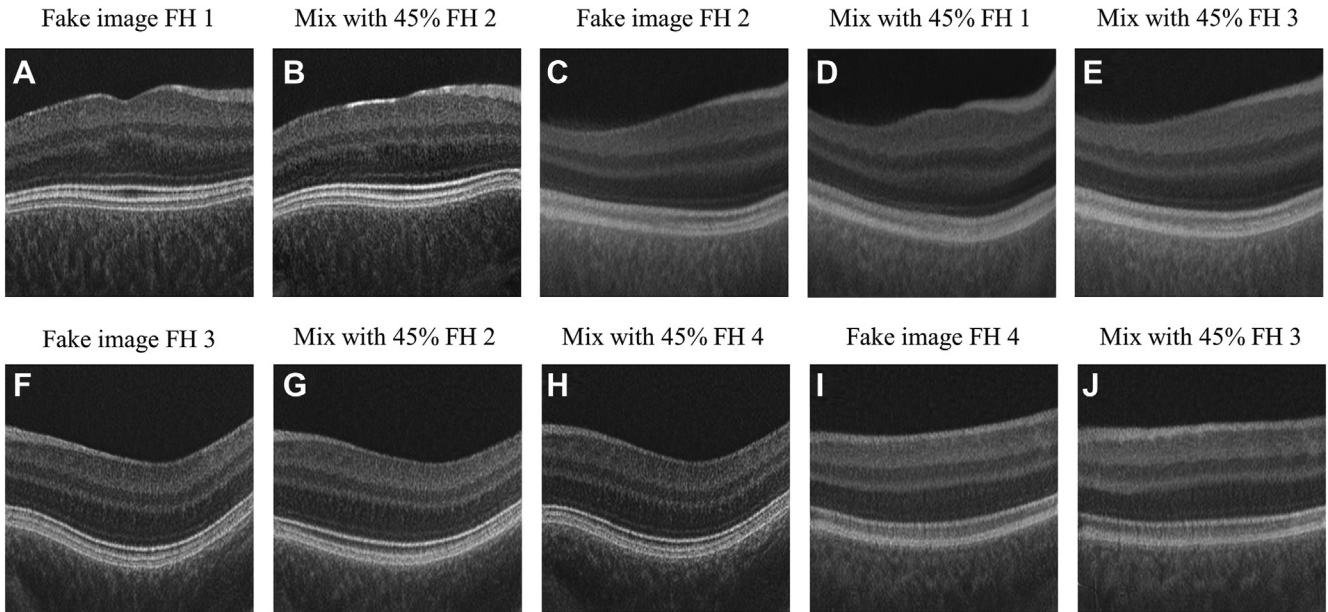 Fake image FH 1 Mix with 45% FH 2 Fake image FH 2 Mix with 45% FH 1 Mix with 45% FH 3
A B C D E
Fake image FH 3 Mix with 45% FH 2 Mix with 45% FH 4 Fake image FH 4 Mix with 45% FH 3
F G H I J